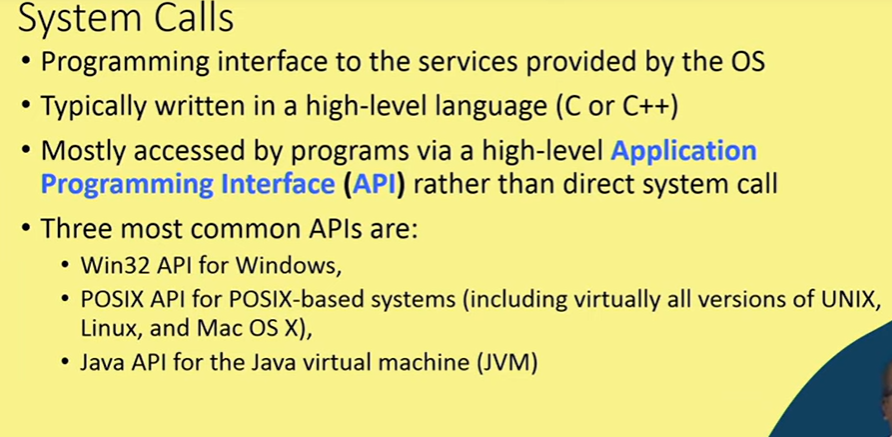 System Calls
• Programming interface to the services provided by the OS
• Typically written in a high-level language (C or C++)
• Mostly accessed by programs via a high-level Application
Programming Interface (API) rather than direct system call
• Three most common APIs are:
• Win32 API for Windows,
• POSIX API for POSIX-based systems (including virtually all versions of UNIX,
Linux, and Mac OS X),
• Java API for the Java virtual machine (JVM)